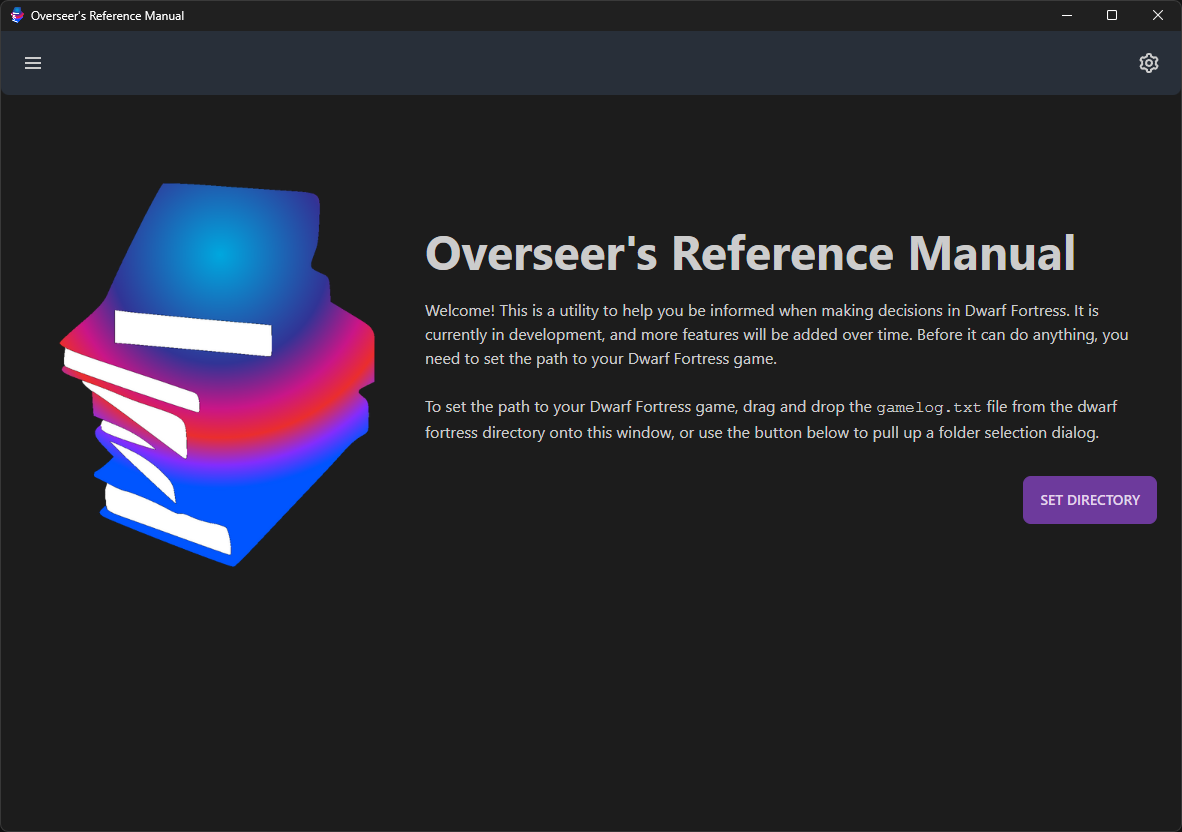 Overseer's Reference Manual
Overseer's Reference Manual
Welcome! This is a utility to help you be informed when making decisions in Dwarf Fortress. It is
currently in development, and more features will be added over time. Before it can do anything, you
need to set the path to your Dwarf Fortress game.
To set the path to your Dwarf Fortress game, drag and drop the gamelog.txt file from the dwarf
fortress directory onto this window, or use the button below to pull up a folder selection dialog.
SET DIRECTORY